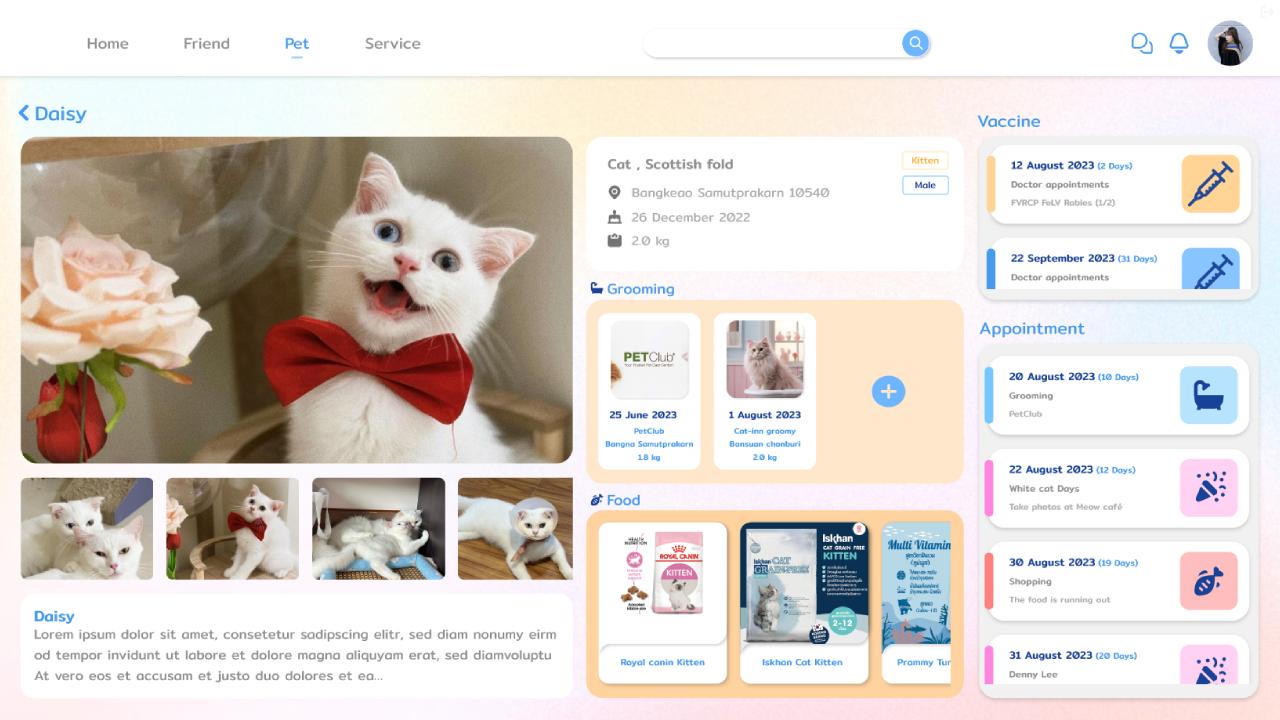 Home
Friend
Pet
Service
Daisy
Daisy
Lorem ipsum dolor sit amet, consetetur sadipscing elitr, sed diam nonumy eirm
od tempor invidunt ut labore et dolore magna aliquyam erat, sed diamvoluptu
At vero eos et accusam et justo duo dolores et ea...
Cat , Scottish fold
Kitten
Male
Bangkeao Samutprakarn 10540
26 December 2022
2.0 kg
Grooming
PETClub
25 June 2023
PetClub
Bangna Samutprakarn
1.8 kg
1 August 2023
Cat-inn groomy
Bansuan chonburi
2.0 kg
Food
HEALTH
NUTRITION
ROYAL CANIN
KITTEN
Royal canin Kitten
Iskhan
CAT GRAIN FREE
KITTEN
Iskhan CAT
GRAIN-FREE
2-12
Iskhan Cat Kitten
Multi Vitamin
Prammy Tur
Vaccine
12 August 2023 (2 Days)
Doctor appointments
FVRCP FeLV Rabies (1/2)
22 September 2023 (31 Days)
Doctor appointments
Appointment
20 August 2023 (10 Days)
Grooming
PetClub
22 August 2023 (12 Days)
White cat Days
Take photos at Meow café
30 August 2023 (19 Days)
Shopping
The food is running out
31 August 2023 (20 Days)
Denny Lee